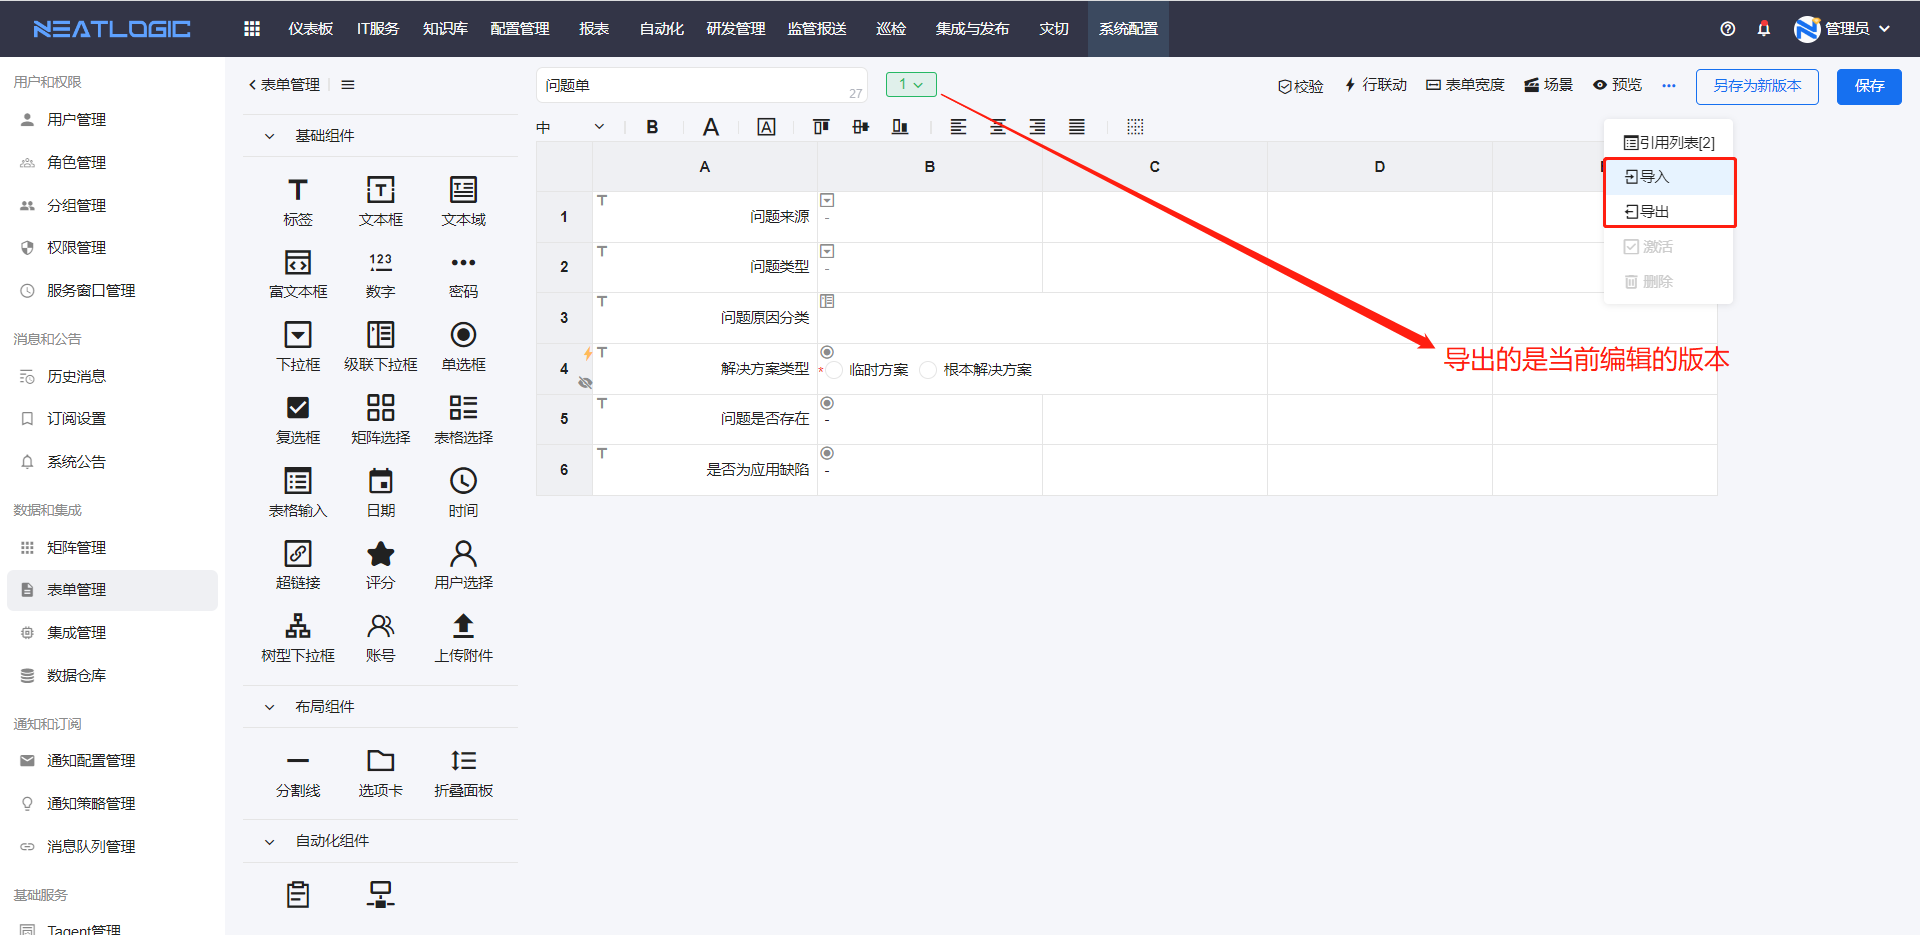 NEATLOGIC
仪表板 IT服务 知识库 配置管理 报表 自动化 研发管理 监管报送 巡检 集成与发布 灾切 系统配置
管理员
用户和权限
用户管理
角色管理
分组管理
权限管理
服务窗口管理
消息和公告
历史消息
订阅设置
系统公告
数据和集成
矩阵管理
表单管理
集成管理
数据仓库
通知和订阅
通知配置管理
通知策略管理
消息队列管理
基础服务
Tagent管理
表单管理
基础组件
标签 文本框 文本域
富文本框 数字 密码
下拉框 级联下拉框 单选框
复选框 矩阵选择 表格选择
表格输入 日期 时间
超链接 评分 用户选择
树型下拉框 账号 上传附件
布局组件
分割线 选项卡 折叠面板
自动化组件
问题单 27
1
校验 行联动 表单宽度 场景 预览 ··· 另存为新版本 保存
中 B A A
A B C D
1 问题来源 -
2 问题类型 -
3 问题原因分类
4 解决方案类型 * 临时方案 根本解决方案
5 问题是否存在 -
6 是否为应用缺陷 -
引用列表[2]
导入
导出
激活
删除
导出的是当前编辑的版本